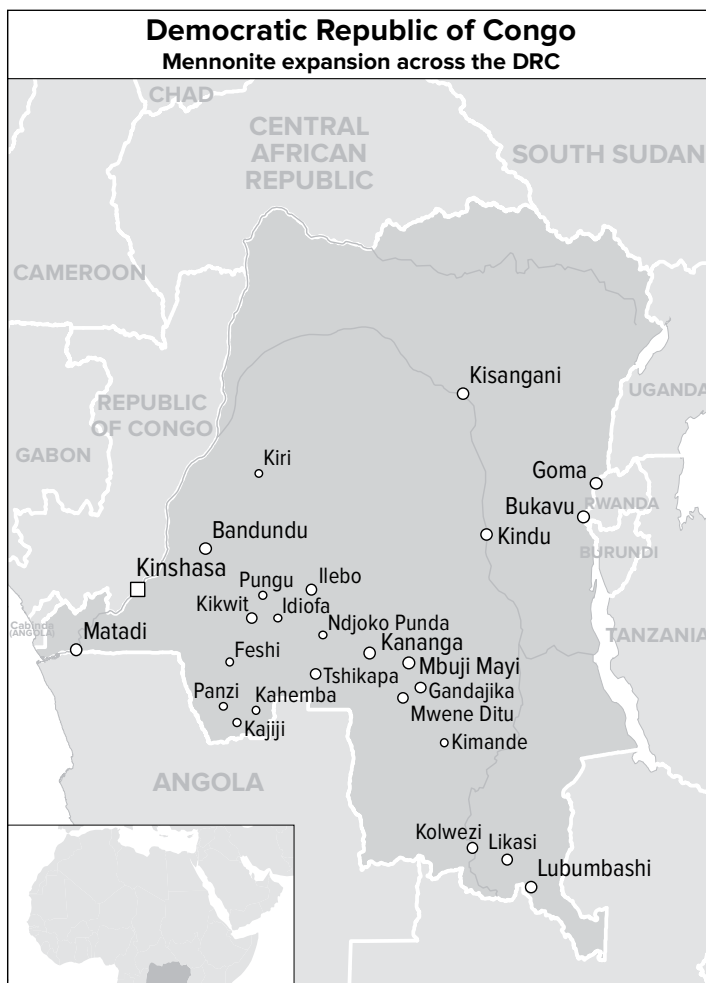 Democratic Republic of Congo
Mennonite expansion across the DRC
CHAD
CENTRAL
AFRICAN
REPUBLIC
SOUTH SUDAN
CAMEROON
Kisangani
UGANDA
REPUBLIC
OF CONGO
GABON
Kiri
Goma
RWANDA
Bukavu
Bandundu
Kindu
BURUNDI
Kinshasa
Pungu
Ilebo
Kikwit
Idiofa
Cabinda
(ANGOLA)
Matadi
Ndjoko Punda
TANZANIA
Kananga
Feshi
Mbuji Mayi
Tshikapa
Gandajika
Panzi
Kahemba
Mwene Ditu
Kajiji
Kimande
ANGOLA
Kolwezi
Likasi
Lubumbashi